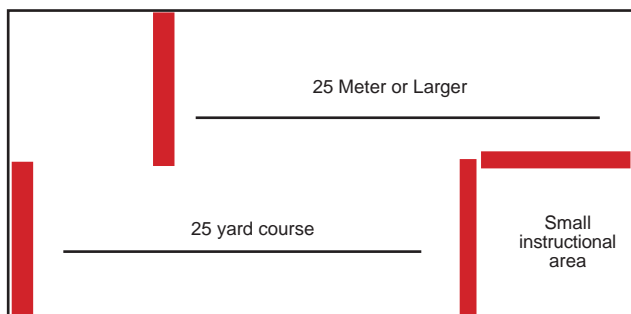 25 Meter or Larger
25 yard course
Small
instructional
area